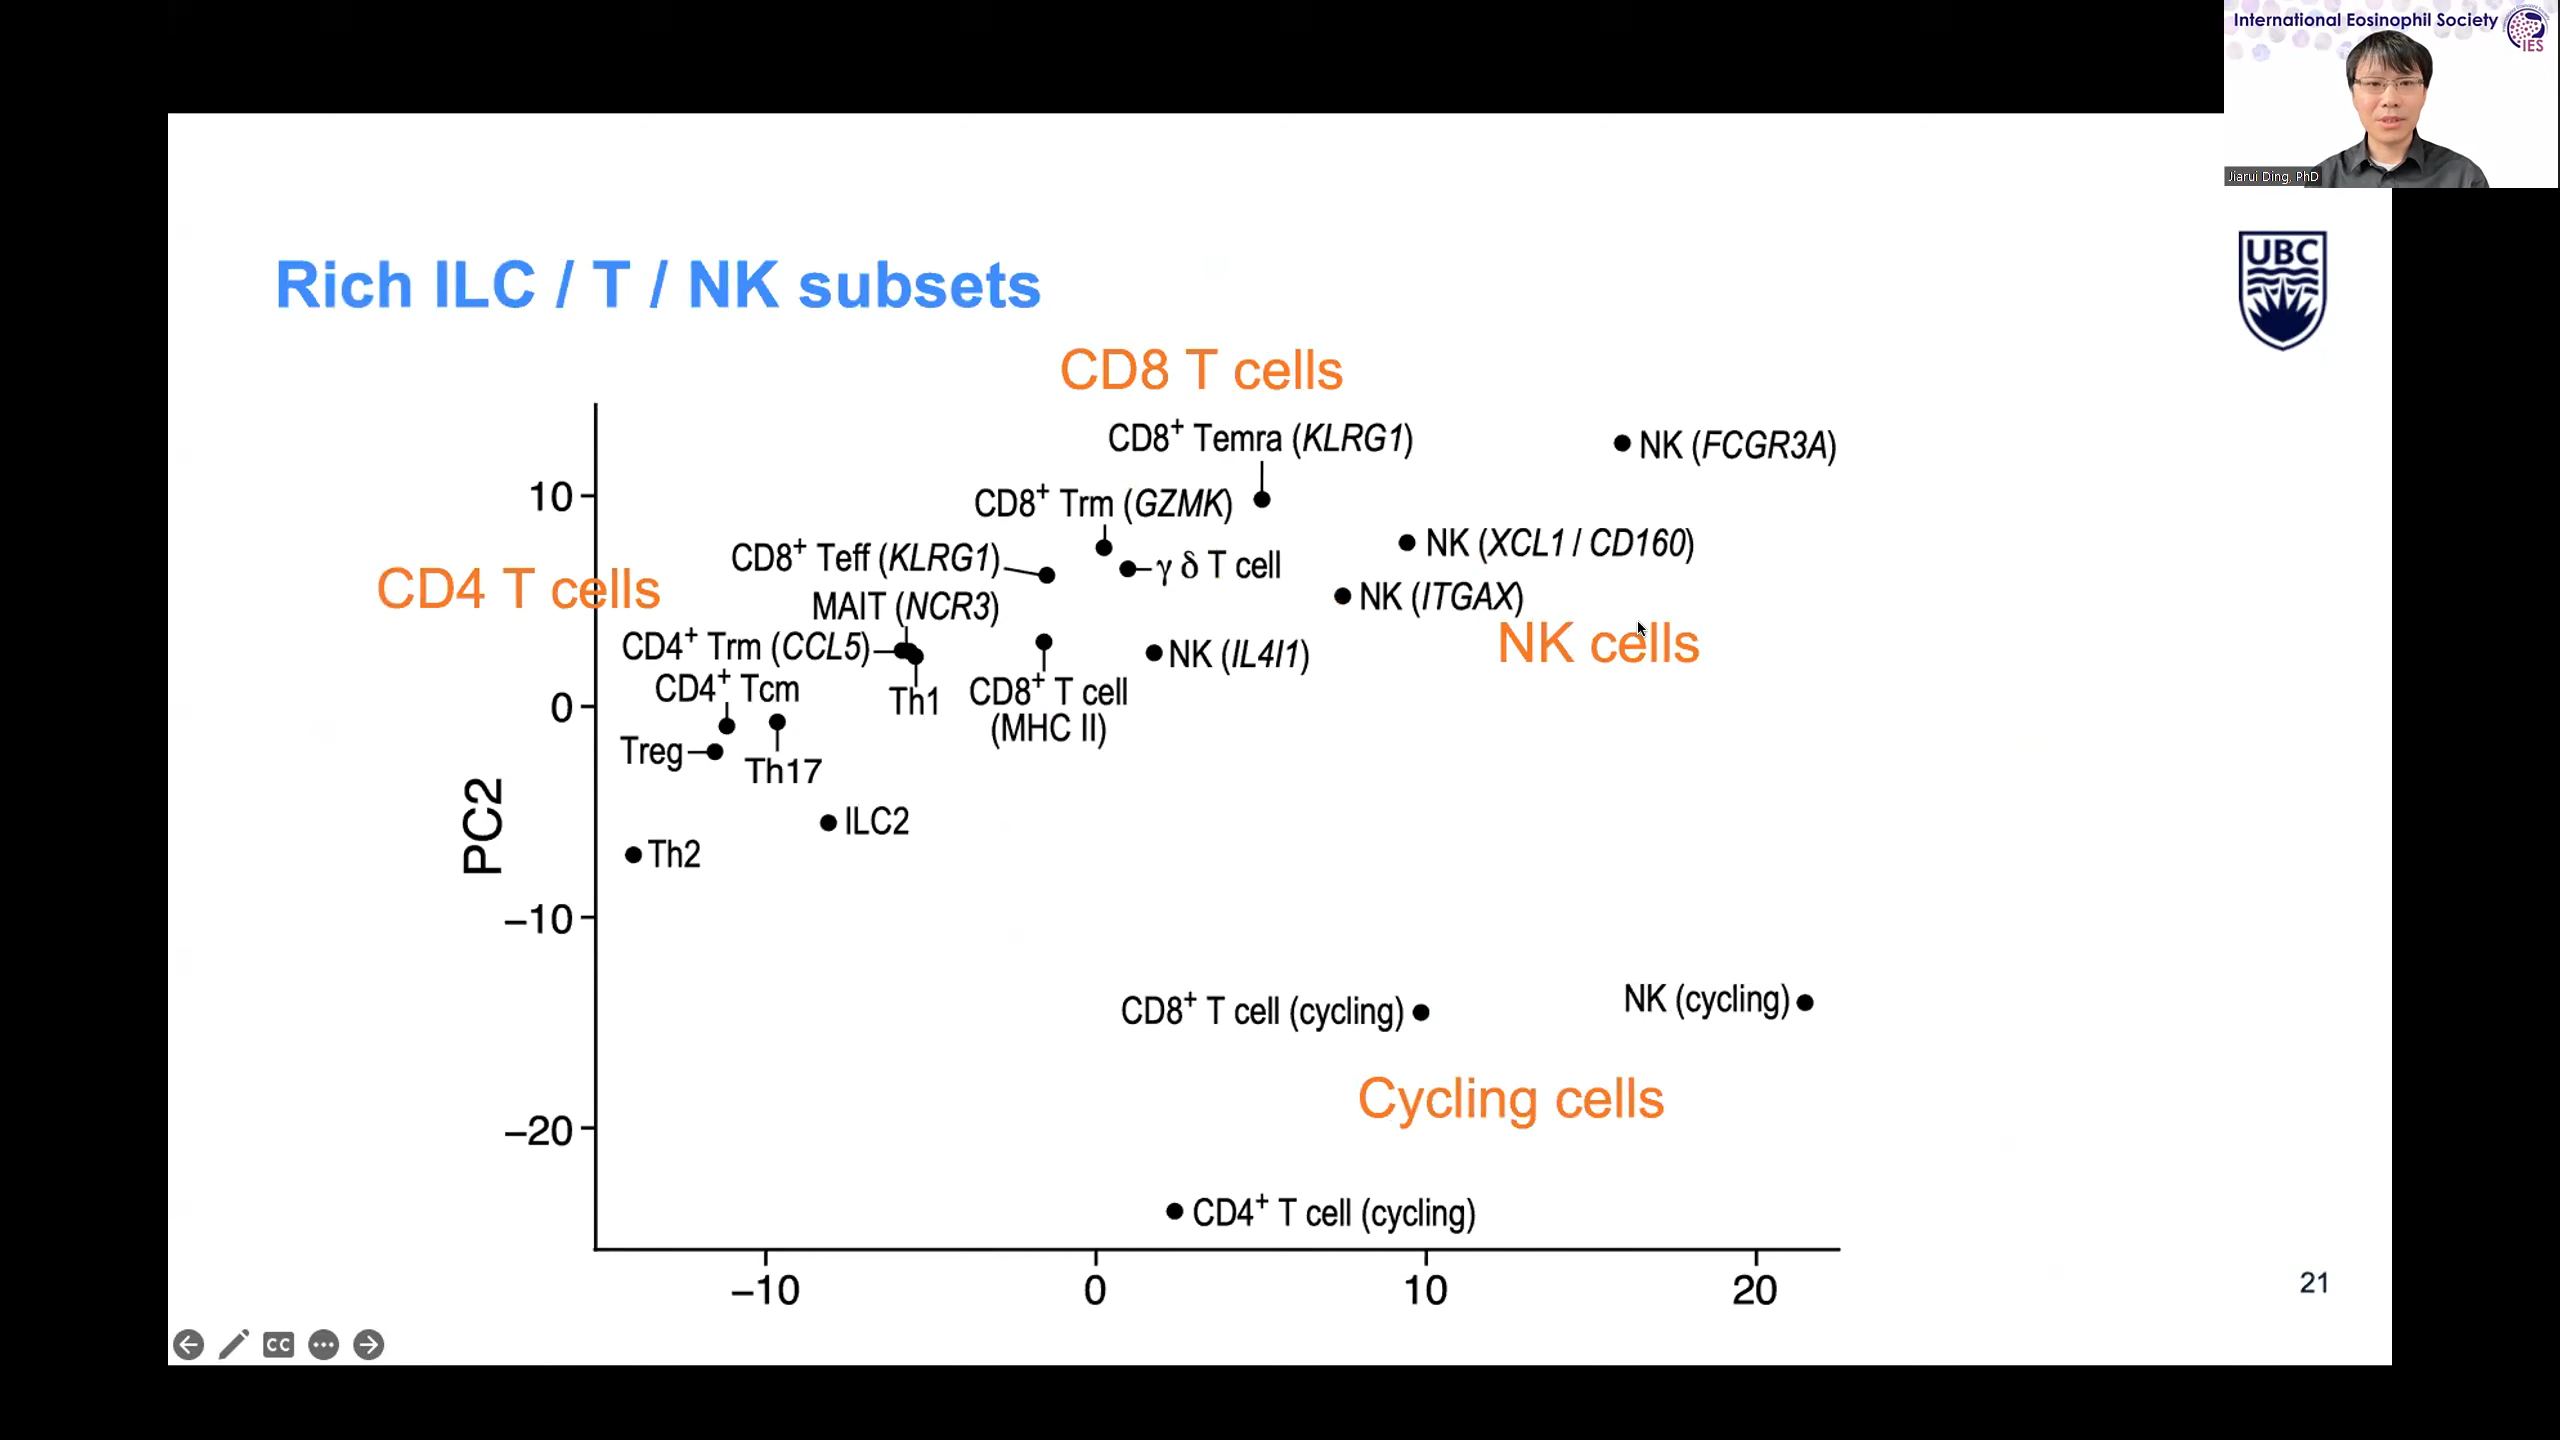 International Eosinophil Society
IES
Jiarui Ding, PhD
UBC
Rich ILC / T / NK subsets
CD8 T cells
CD8⁺ Temra (KLRG1)
NK (FCGR3A)
10
CD8⁺ Trm (GZMK)
NK (XCL1 / CD160)
CD8⁺ Teff (KLRG1)
γ δ T cell
CD4 T cells
MAIT (NCR3)
NK (ITGAX)
CD4⁺ Trm (CCL5)
NK (IL4I1)
NK cells
CD4⁺ Tcm
Th1
CD8⁺ T cell
(MHC II)
0
Treg
Th17
ILC2
PC2
Th2
−10
CD8⁺ T cell (cycling)
NK (cycling)
Cycling cells
−20
CD4⁺ T cell (cycling)
−10
0
10
20
21
CC